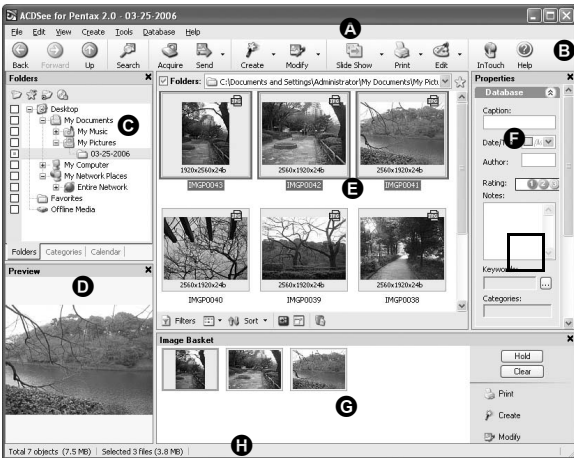 ACDSee for Pentax 2.0 - 03-25-2006
File Edit View Create Tools Database Help
A
Back Forward Up Search Acquire Send Create Modify Slide Show Print Edit InTouch Help
B
Folders
Desktop
My Documents
C
My Music
My Pictures
03-25-2006
My Computer
My Network Places
Entire Network
Favorites
Offline Media
Folders Categories Calendar
Preview
D
Folders: C:\Documents and Settings\Administrator\My Documents\My Pictu
1920x2560x24b 2560x1920x24b 2560x1920x24b
IMGP0043 IMGP0042 IMGP0041
E
2560x1920x24b 2560x1920x24b 2560x1920x24b
IMGP0040 IMGP0039 IMGP0038
Filters Sort
Properties
Database
Caption:
F
Date/Ti
Author:
Rating: 1 2 3
Notes:
Keywords:
...
Categories:
Image Basket
G
Hold
Clear
Print
Create
Modify
H
Total 7 objects (7.5 MB) Selected 3 files (3.8 MB)